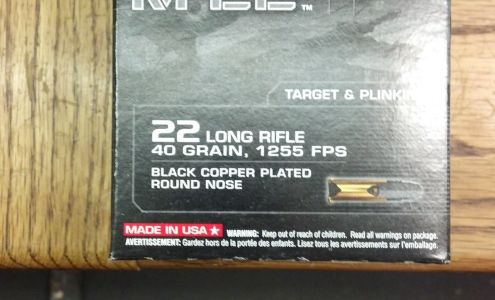 ™
TARGET & PLINKIN
22 LONG RIFLE
40 GRAIN, 1255 FPS
BLACK COPPER PLATED
ROUND NOSE
MADE IN USA ★ WARNING: Keep out of reach of children. Read all warnings on package.
AVERTISSEMENT: Gardez hors de la portée des enfants. Lisez tous les avertissements sur l'emballage.